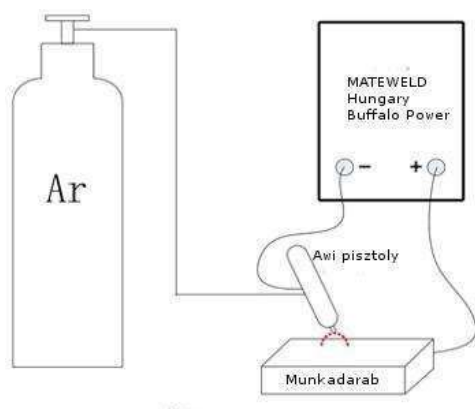 Ar
MATEWELD
Hungary
Buffalo Power
- +
Awi pisztoly
Munkadarab